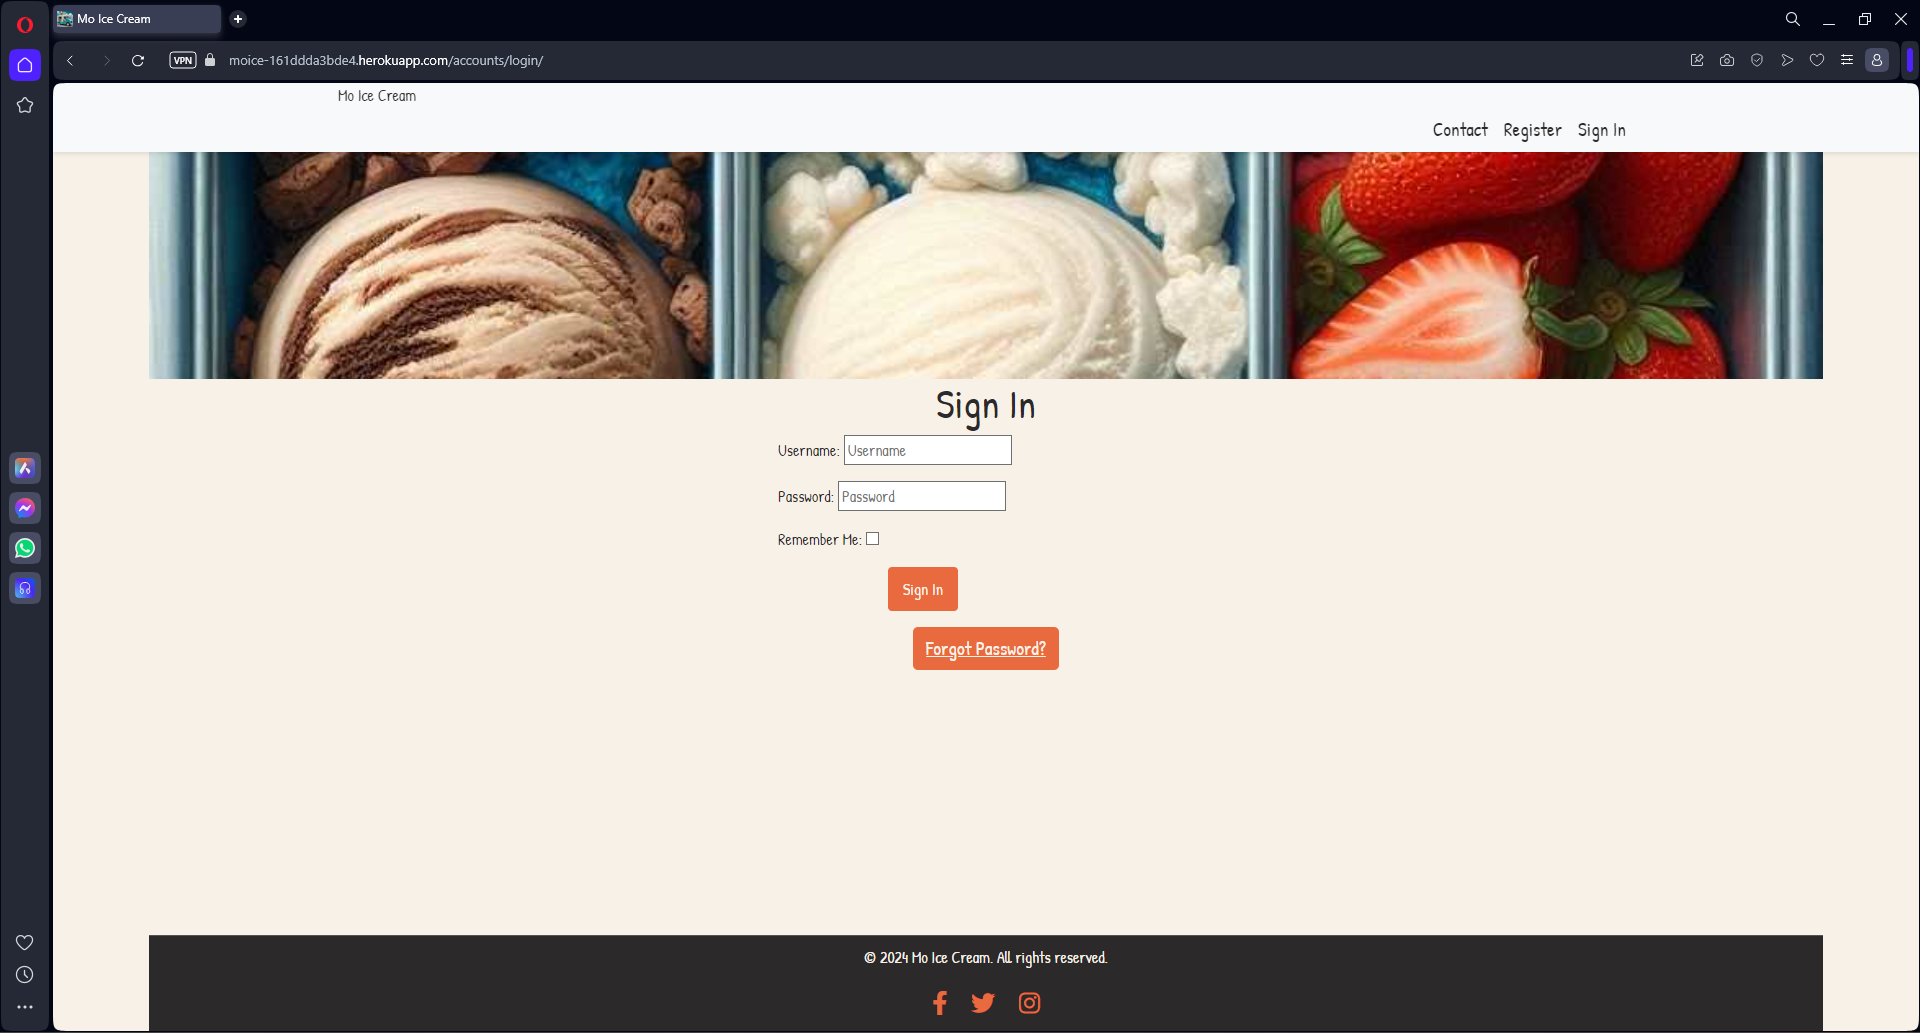 Mo Ice Cream
VPN
moice-161ddda3bde4.herokuapp.com/accounts/login/
Mo Ice Cream
Contact Register Sign In
Sign In
Username: Username
Password: Password
Remember Me:
Sign In
Forgot Password?
© 2024 Mo Ice Cream. All rights reserved.